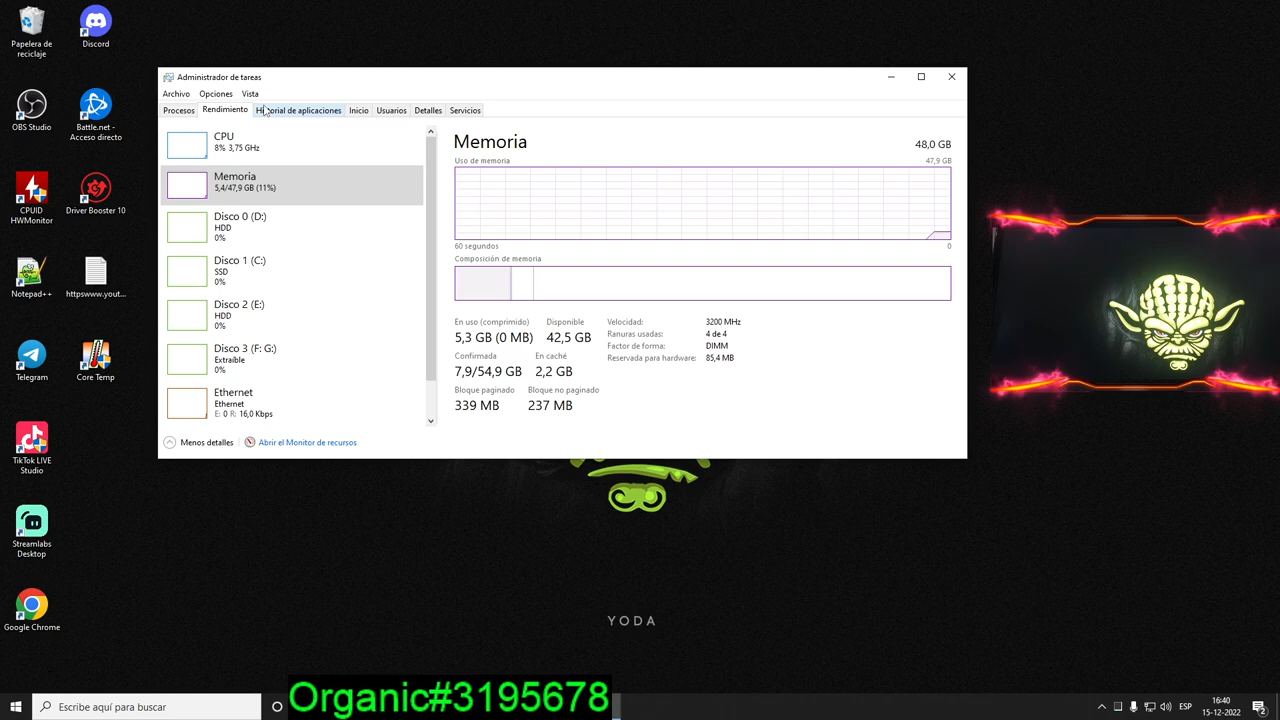 Papelera de
reciclaje
Discord
OBS Studio
Battle.net -
Acceso directo
CPUID
HWMonitor
Driver Booster 10
Notepad++
httpswww.yout...
Telegram
Core Temp
TikTok LIVE
Studio
Streamlabs
Desktop
Google Chrome
Administrador de tareas
Archivo Opciones Vista
Procesos Rendimiento Historial de aplicaciones Inicio Usuarios Detalles Servicios
CPU
8% 3,75 GHz
Memoria
5,4/47,9 GB (11%)
Disco 0 (D:)
HDD
0%
Disco 1 (C:)
SSD
0%
Disco 2 (E:)
HDD
0%
Disco 3 (F: G:)
Extraíble
0%
Ethernet
Ethernet
E: 0 R: 16,0 Kbps
Memoria 48,0 GB
Uso de memoria 47,9 GB
60 segundos 0
Composición de memoria
En uso (comprimido) Disponible
5,3 GB (0 MB) 42,5 GB
Confirmada En caché
7,9/54,9 GB 2,2 GB
Bloque paginado Bloque no paginado
339 MB 237 MB
Velocidad: 3200 MHz
Ranuras usadas: 4 de 4
Factor de forma: DIMM
Reservada para hardware: 85,4 MB
Menos detalles Abrir el Monitor de recursos
YODA
Escribe aquí para buscar
Organic#3195678
ESP
16:40
15-12-2022
2